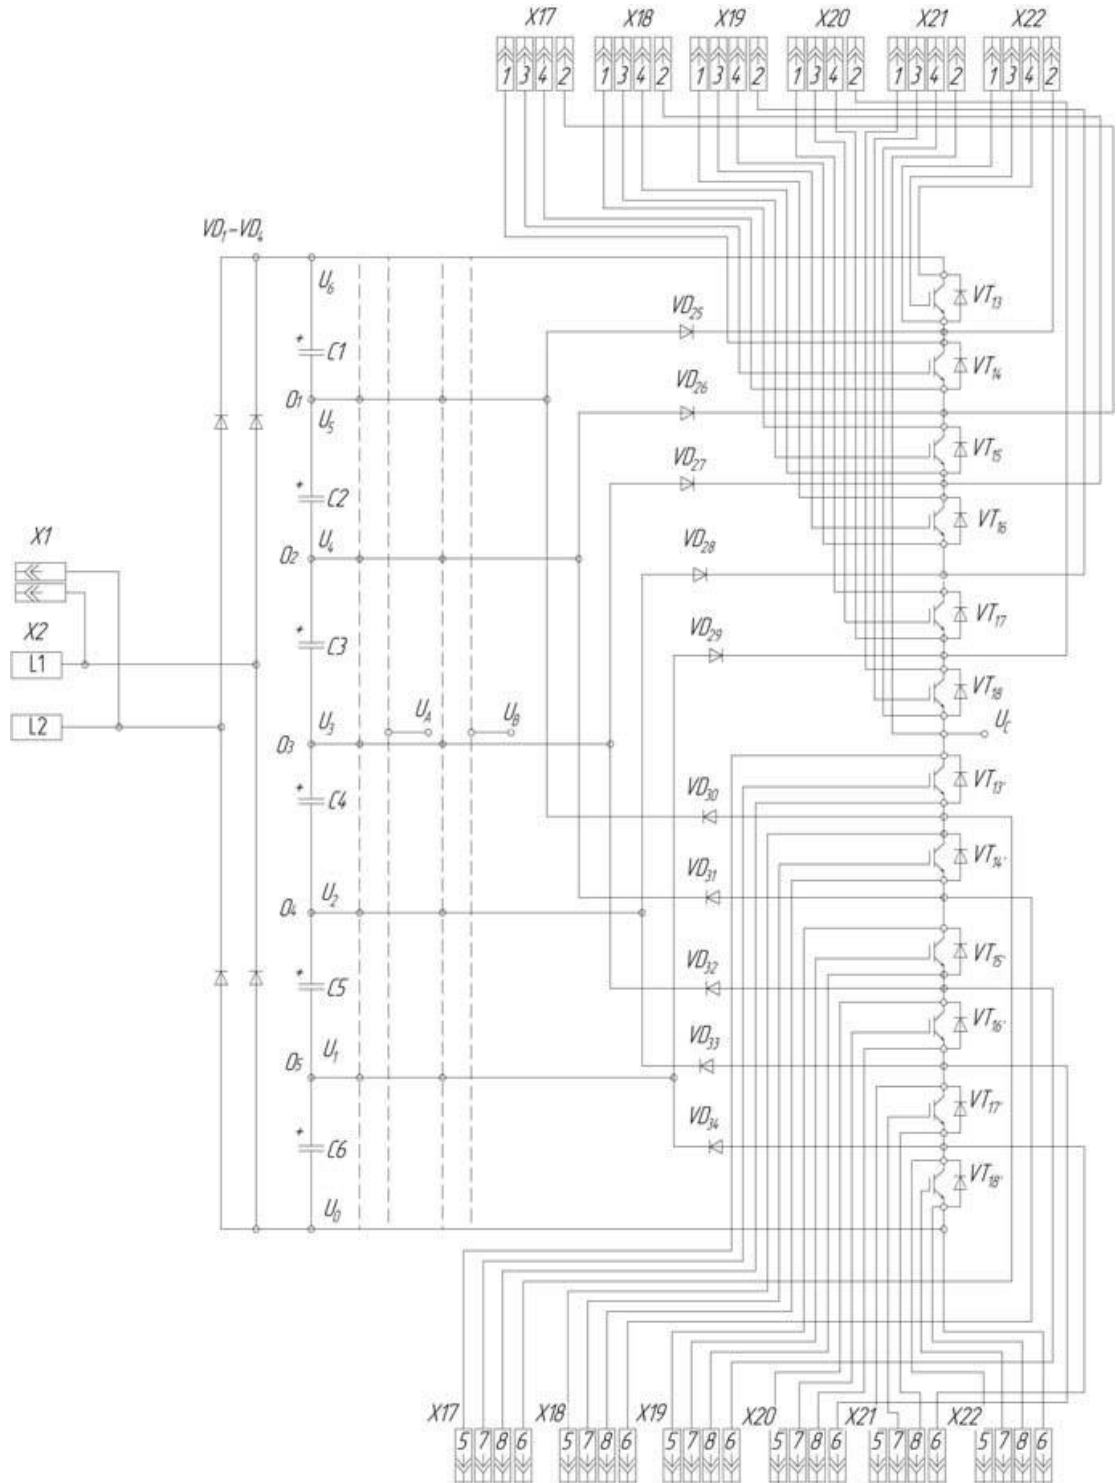 X17 X18 X19 X20 X21 X22
1 3 4 2 1 3 4 2 1 3 4 2 1 3 4 2 1 3 4 2 1 3 4 2
VD₁-VD₄
U₆
VT₁₃
VD₂₅
+ C1
VT₁₄
VD₂₆
O₁
U₅
VT₁₅
VD₂₇
+ C2
VT₁₆
X1
U₄
O₂
VD₂₈
VT₁₇
X2
+ C3
VD₂₉
L1
VT₁₈
L2
U₃ U_A U_B U_C
O₃
VT₁₃'
+ C4
VD₃₀
VT₁₄'
VD₃₁
U₂
O₄
VT₁₅'
VD₃₂
+ C5
VT₁₆'
VD₃₃
U₁
O₅
VT₁₇'
VD₃₄
+ C6
VT₁₈'
U₀
X17 X18 X19 X20 X21 X22
5 7 8 6 5 7 8 6 5 7 8 6 5 7 8 6 5 7 8 6 5 7 8 6